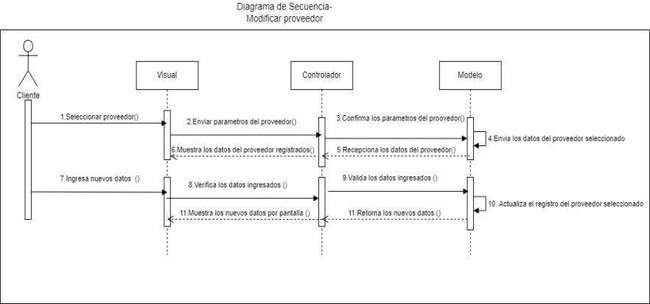 Diagrama de Secuencia-
Modificar proveedor
Visual
Controlador
Modelo
Cliente
1.Seleccionar proveedor()
2.Enviar parametros del proveedor()
3.Confirma los parametros del proovedor()
4.Envia los datos del proveedor seleccionado
5. Recepciona los datos del proveedor()
6.Muestra los datos del proveedor registrados()
7.Ingresa nuevos datos ()
8.Verifica los datos ingresados ()
9.Valida los datos ingresados ()
10. Actualiza el registro del proveedor seleccionado
11.Retorna los nuevos datos ()
11.Muestra los nuevos datos por pantalla ()